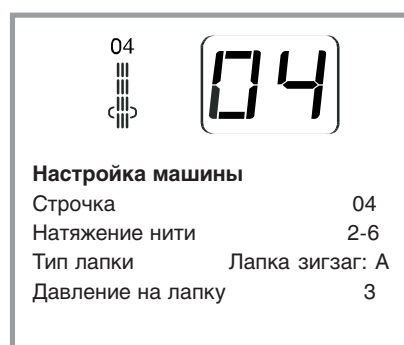 04
04
Настройка машины
Строчка 04
Натяжение нити 2-6
Тип лапки Лапка зигзаг: А
Давление на лапку 3